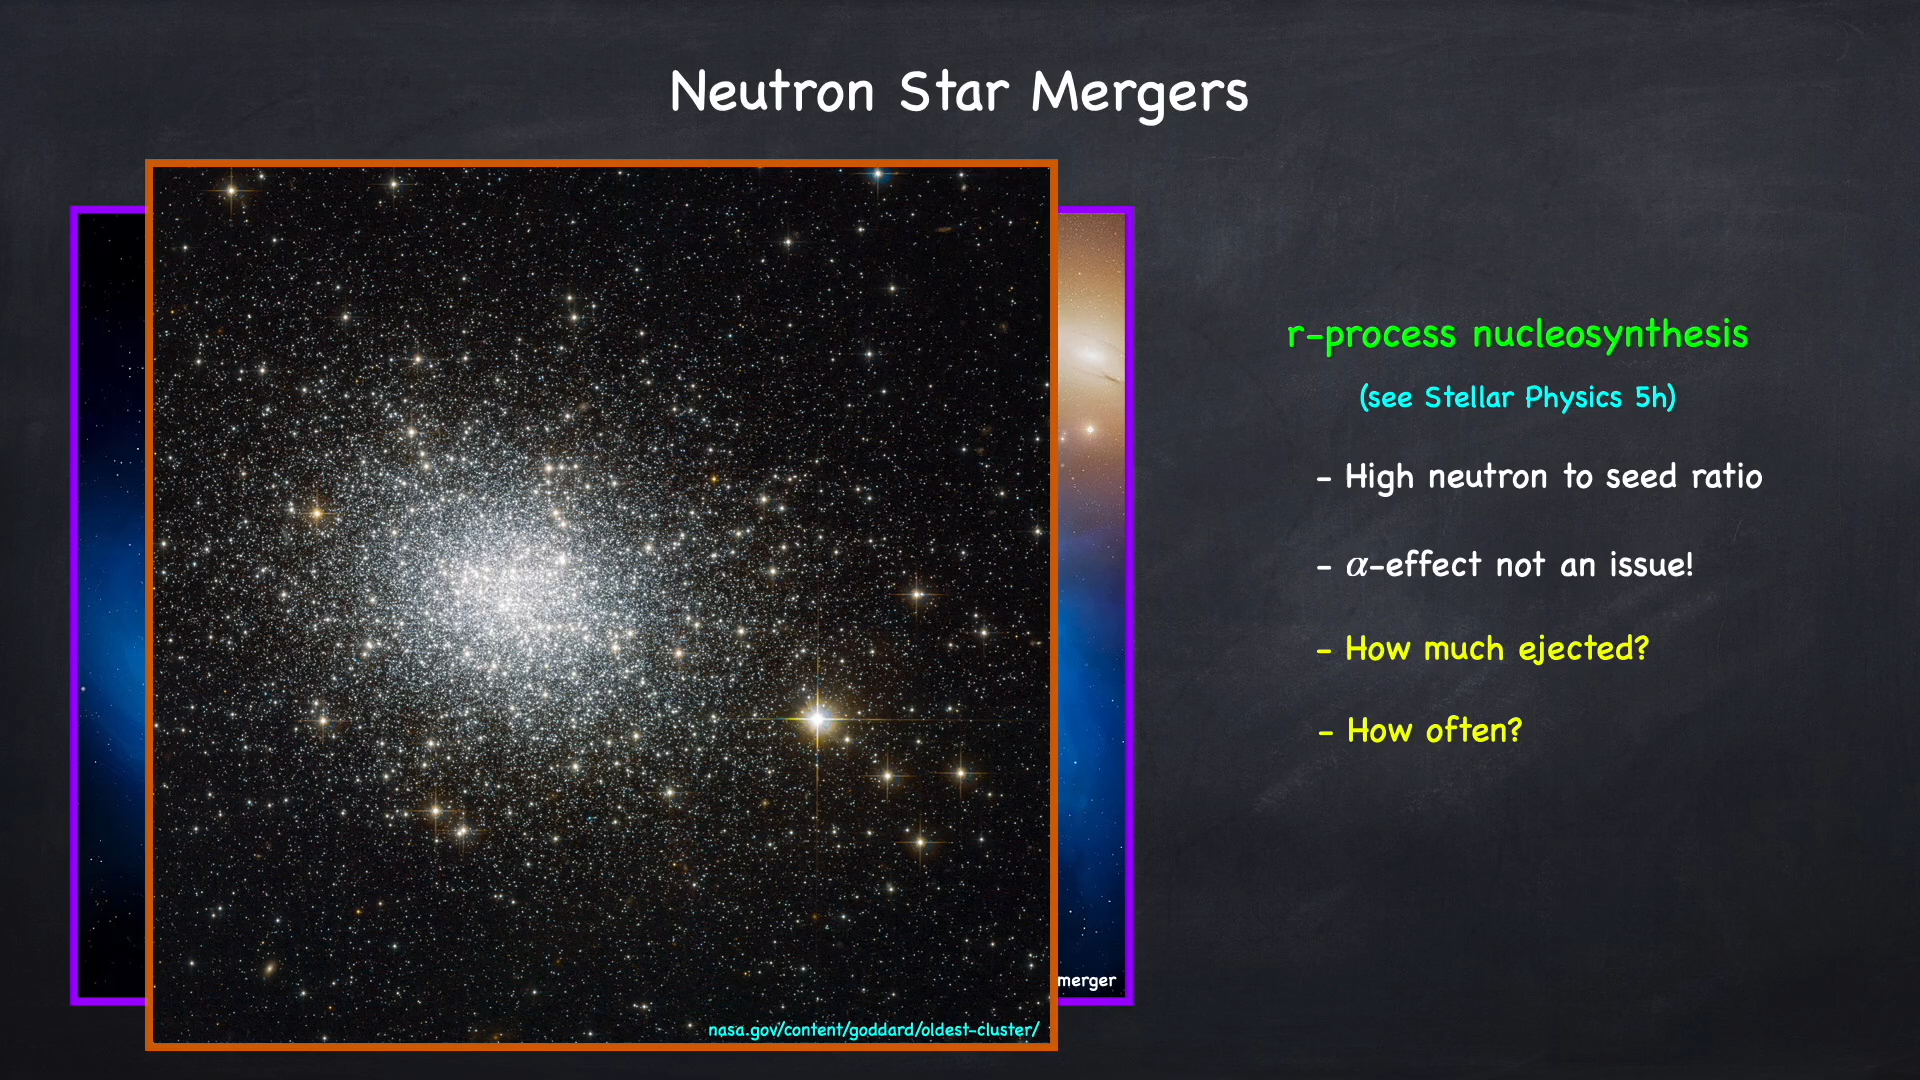 Neutron Star Mergers
r-process nucleosynthesis
(see Stellar Physics 5h)
- High neutron to seed ratio
- α-effect not an issue!
- How much ejected?
- How often?
merger
nasa.gov/content/goddard/oldest-cluster/